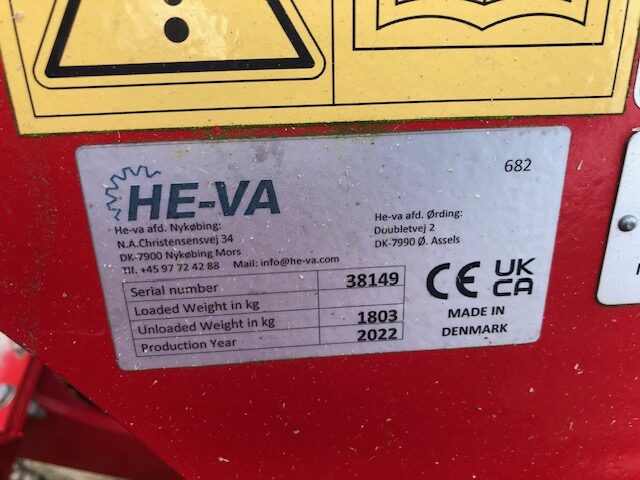 682
HE-VA
He-va afd. Nykøbing:
N.A.Christensensvej 34
DK-7900 Nykøbing Mors
Tlf. +45 97 72 42 88 Mail: info@he-va.com
He-va afd. Ørding:
Duubletvej 2
DK-7990 Ø. Assels
Serial number 38149
Loaded Weight in kg
Unloaded Weight in kg 1803
Production Year 2022
CE UK
CA
MADE IN
DENMARK